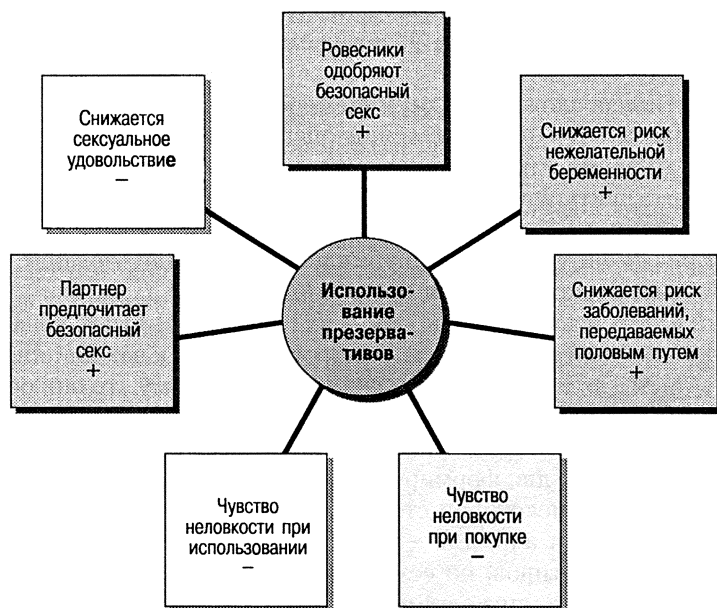 Ровесники
одобряют
безопасный
секс
+
Снижается
сексуальное
удовольствие
–
Снижается риск
нежелательной
беременности
+
Партнер
предпочитает
безопасный
секс
+
Использо-
вание
презерва-
тивов
Снижается риск
заболеваний,
передаваемых
половым путем
+
Чувство
неловкости при
использовании
–
Чувство
неловкости
при покупке
–